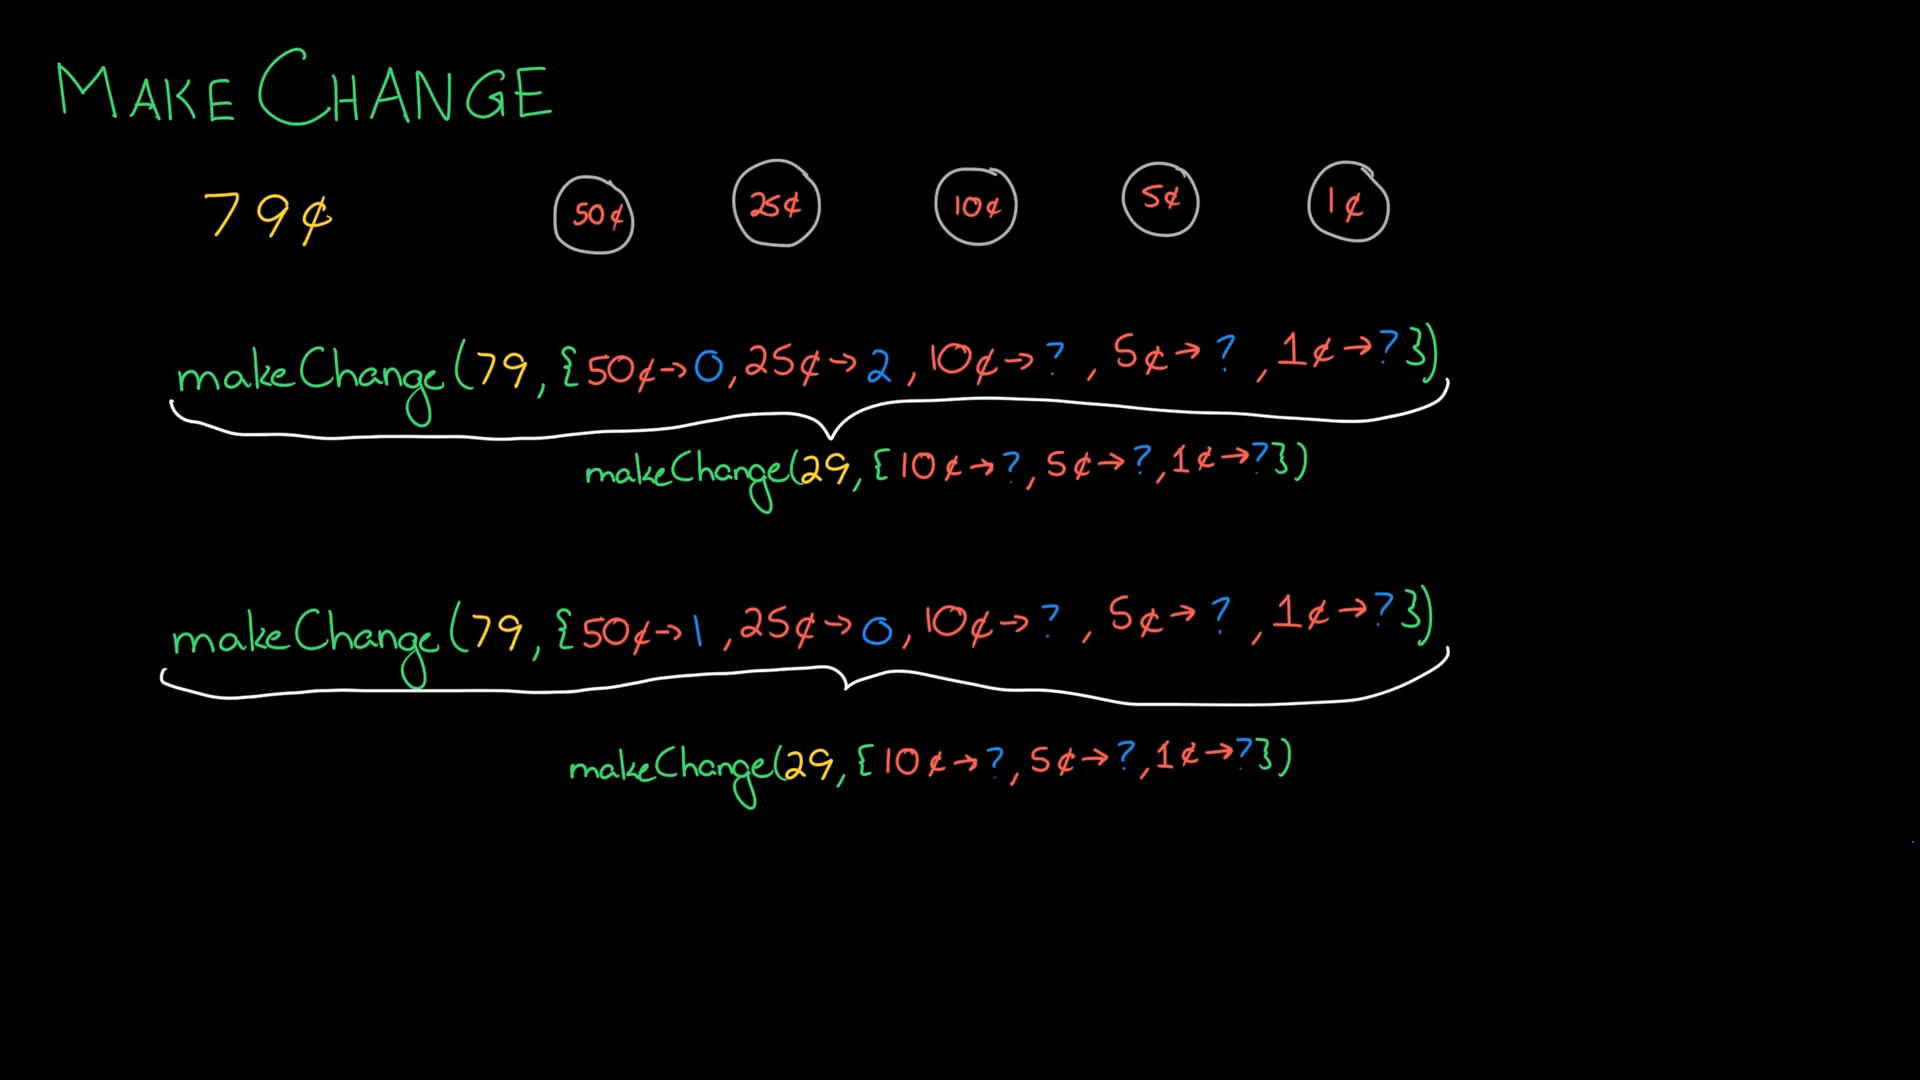 MAKE CHANGE
79¢ 50¢ 25¢ 10¢ 5¢ 1¢
makeChange(79, {50¢→0, 25¢→2, 10¢→?, 5¢→?, 1¢→?})
makeChange(29, {10¢→?, 5¢→?, 1¢→?})
makeChange(79, {50¢→1, 25¢→0, 10¢→?, 5¢→?, 1¢→?})
makeChange(29, {10¢→?, 5¢→?, 1¢→?})